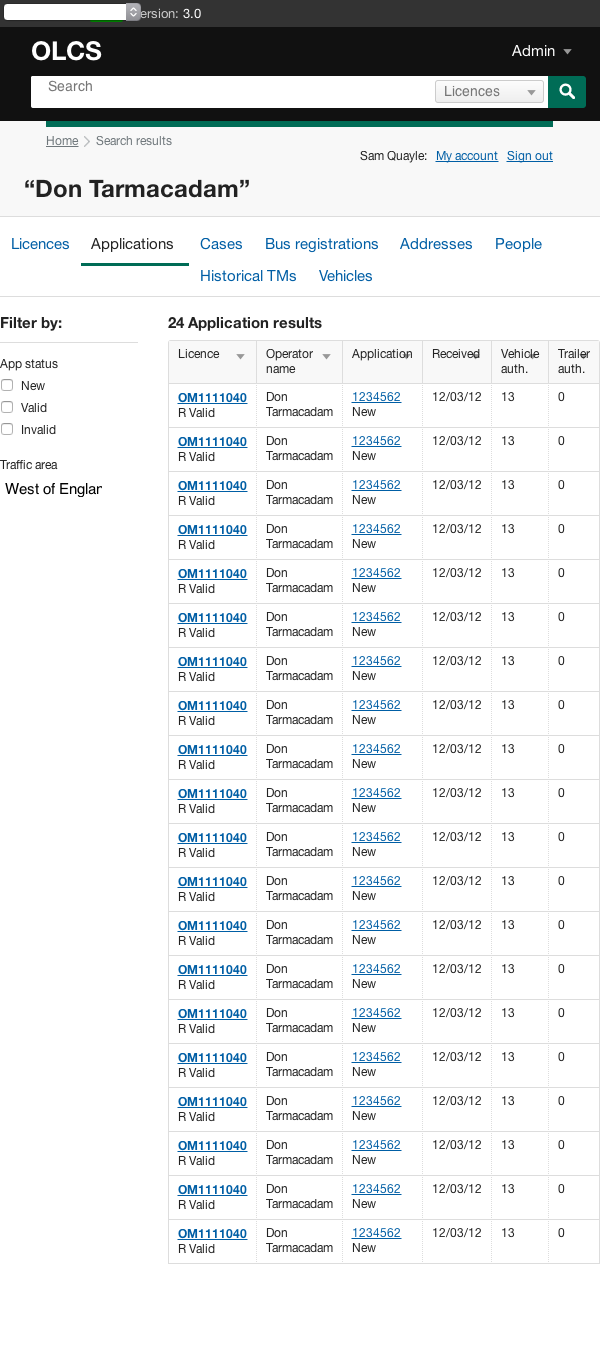 ersion: 3.0
OLCS
Admin
Search
Licences
Home
Search results
Sam Quayle: My account Sign out
“Don Tarmacadam”
Licences Applications Cases Bus registrations Addresses People
Historical TMs Vehicles
Filter by:
App status
New
Valid
Invalid
Traffic area
West of Englan
24 Application results
Licence Operator Application Received Vehicle Trailer
name auth. auth.
OM1111040 Don 1234562 12/03/12 13 0
R Valid Tarmacadam New
OM1111040 Don 1234562 12/03/12 13 0
R Valid Tarmacadam New
OM1111040 Don 1234562 12/03/12 13 0
R Valid Tarmacadam New
OM1111040 Don 1234562 12/03/12 13 0
R Valid Tarmacadam New
OM1111040 Don 1234562 12/03/12 13 0
R Valid Tarmacadam New
OM1111040 Don 1234562 12/03/12 13 0
R Valid Tarmacadam New
OM1111040 Don 1234562 12/03/12 13 0
R Valid Tarmacadam New
OM1111040 Don 1234562 12/03/12 13 0
R Valid Tarmacadam New
OM1111040 Don 1234562 12/03/12 13 0
R Valid Tarmacadam New
OM1111040 Don 1234562 12/03/12 13 0
R Valid Tarmacadam New
OM1111040 Don 1234562 12/03/12 13 0
R Valid Tarmacadam New
OM1111040 Don 1234562 12/03/12 13 0
R Valid Tarmacadam New
OM1111040 Don 1234562 12/03/12 13 0
R Valid Tarmacadam New
OM1111040 Don 1234562 12/03/12 13 0
R Valid Tarmacadam New
OM1111040 Don 1234562 12/03/12 13 0
R Valid Tarmacadam New
OM1111040 Don 1234562 12/03/12 13 0
R Valid Tarmacadam New
OM1111040 Don 1234562 12/03/12 13 0
R Valid Tarmacadam New
OM1111040 Don 1234562 12/03/12 13 0
R Valid Tarmacadam New
OM1111040 Don 1234562 12/03/12 13 0
R Valid Tarmacadam New
OM1111040 Don 1234562 12/03/12 13 0
R Valid Tarmacadam New